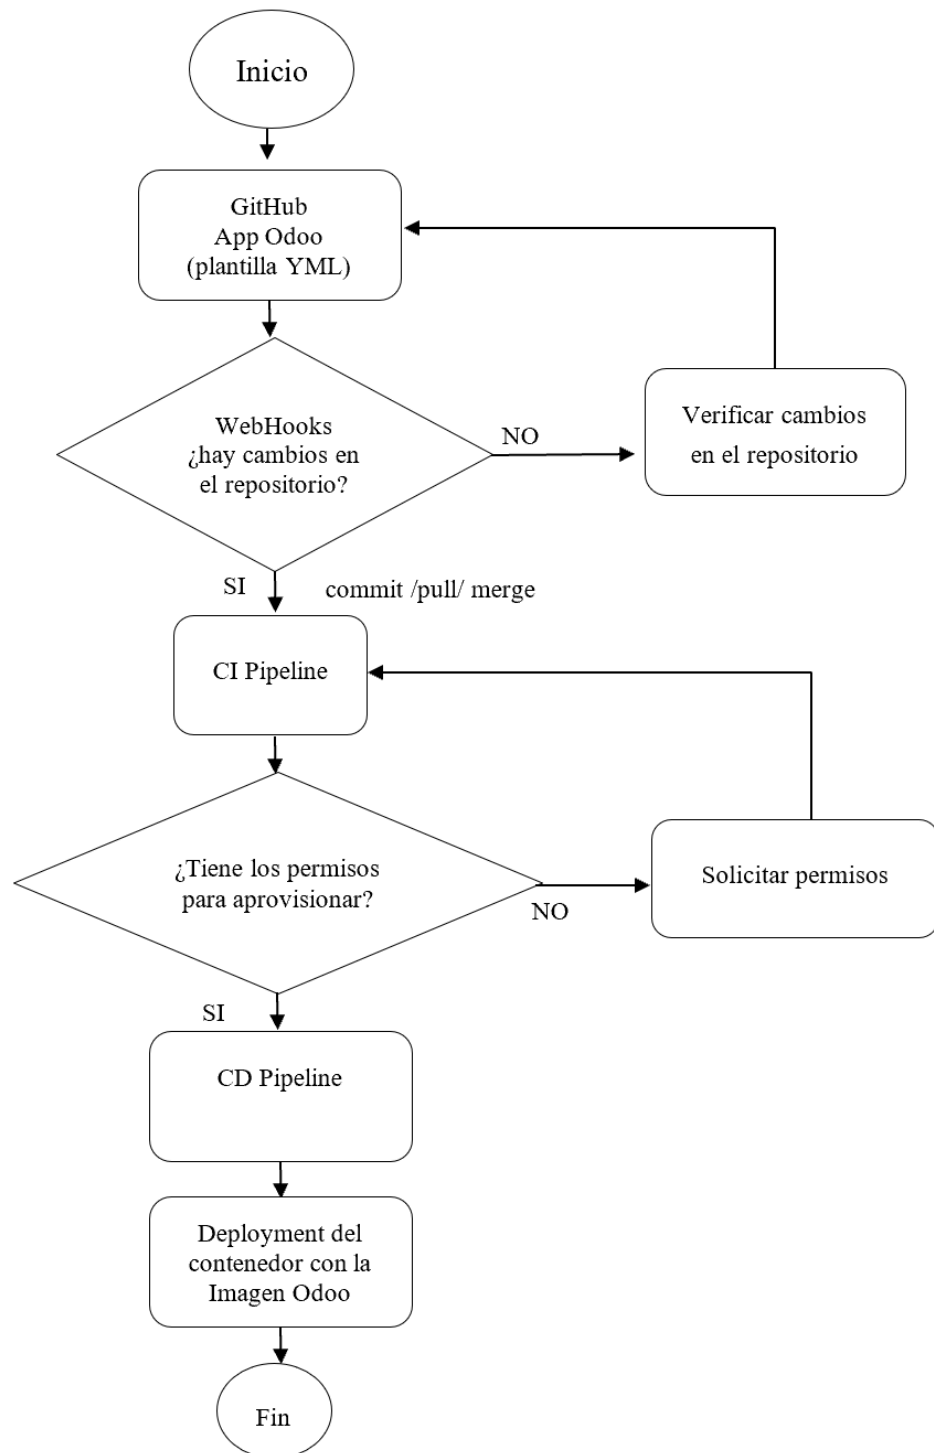 Inicio
GitHub
App Odoo
(plantilla YML)
WebHooks
¿hay cambios en
el repositorio?
NO
Verificar cambios
en el repositorio
SI
commit /pull/ merge
CI Pipeline
¿Tiene los permisos
para aprovisionar?
NO
Solicitar permisos
SI
CD Pipeline
Deployment del
contenedor con la
Imagen Odoo
Fin